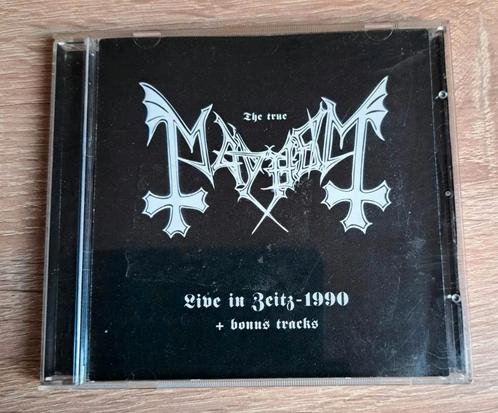 The true
MAYHEM
Live in Zeitz-1990
+ bonus tracks